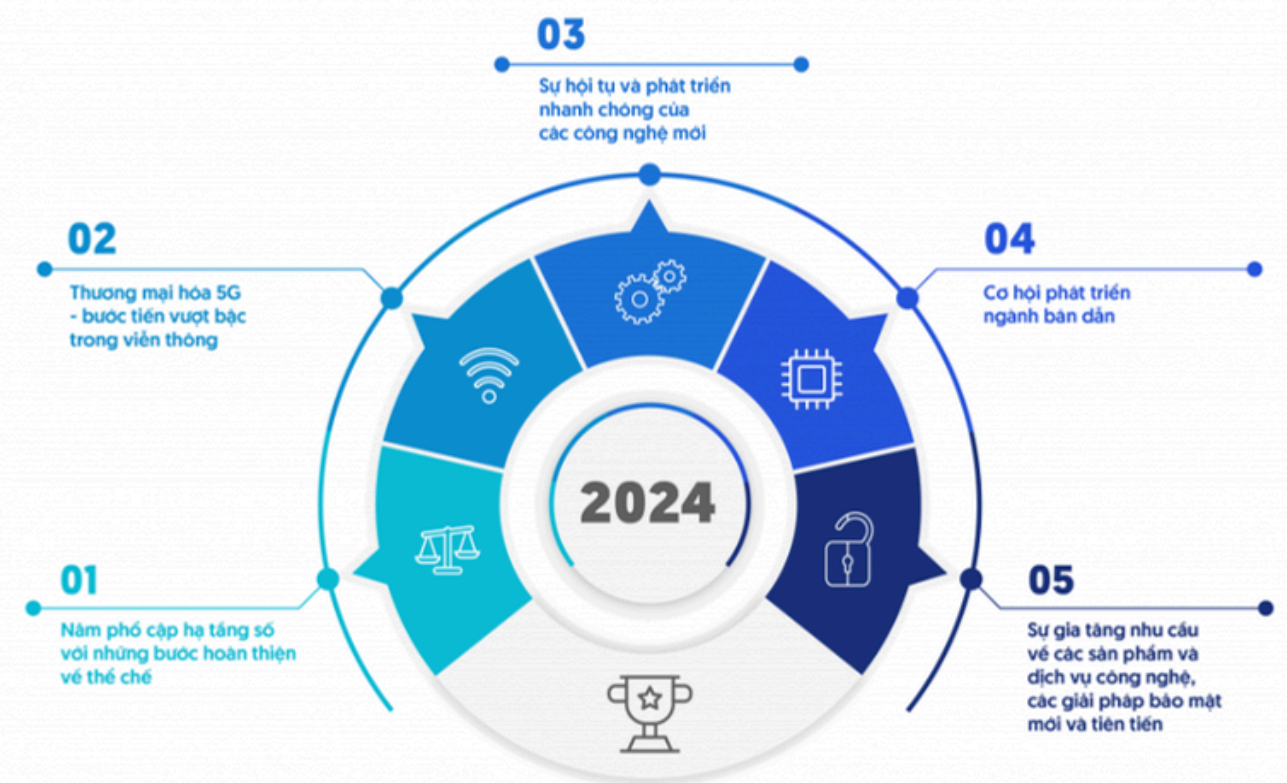 03
Sự hội tụ và phát triển
nhanh chóng của
các công nghệ mới
02
Thương mại hóa 5G
- bước tiến vượt bậc
trong viễn thông
04
Cơ hội phát triển
ngành bán dẫn
2024
01
Năm phổ cập hạ tầng số
với những bước hoàn thiện
về thể chế
05
Sự gia tăng nhu cầu
về các sản phẩm và
dịch vụ công nghệ,
các giải pháp bảo mật
mới và tiên tiến